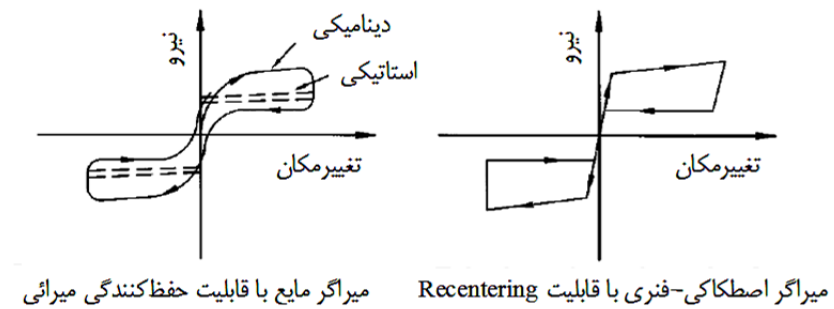 نیرو
دینامیکی
استاتیکی
تغییرمکان
میراگر مایع با قابلیت حفظ‌کنندگی میرائی
نیرو
تغییرمکان
میراگر اصطکاکی-فنری با قابلیت Recentering